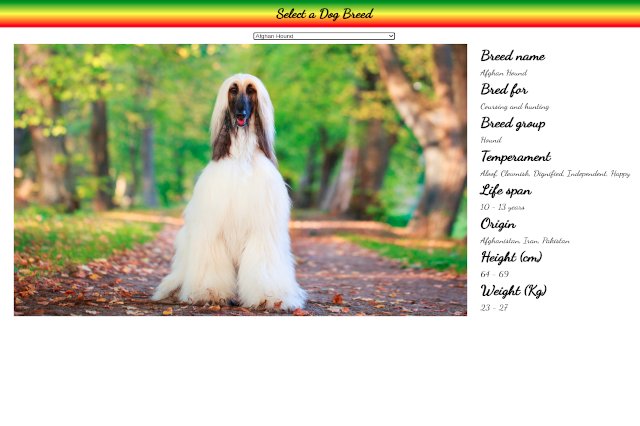 Select a Dog Breed
Afghan Hound
Breed name
Afghan Hound
Bred for
Coursing and hunting
Breed group
Hound
Temperament
Aloof, Clownish, Dignified, Independent, Happy
Life span
10 - 13 years
Origin
Afghanistan, Iran, Pakistan
Height (cm)
64 - 69
Weight (Kg)
23 - 27